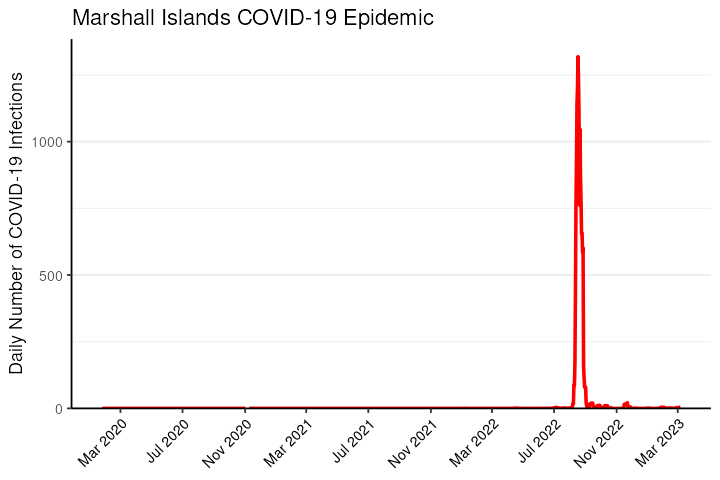 Marshall Islands COVID-19 Epidemic
Daily Number of COVID-19 Infections
1000
500
0
Mar 2020
Jul 2020
Nov 2020
Mar 2021
Jul 2021
Nov 2021
Mar 2022
Jul 2022
Nov 2022
Mar 2023